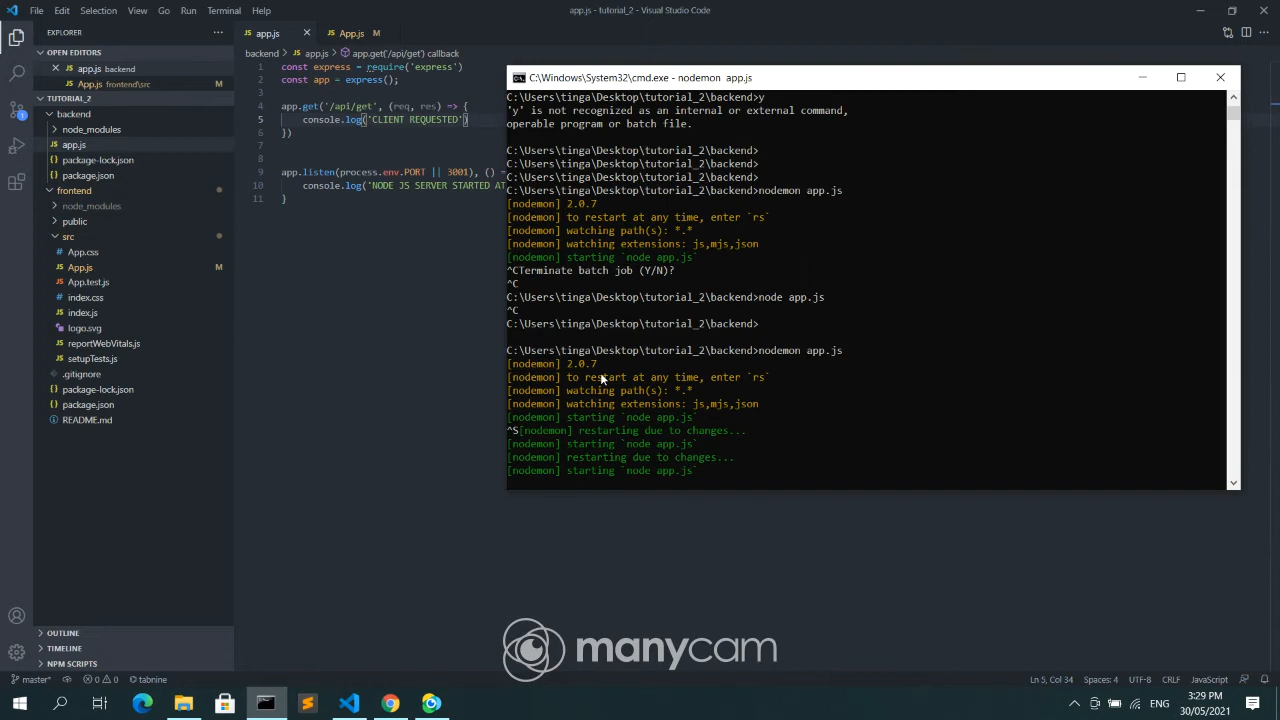 File Edit Selection View Go Run Terminal Help
app.js - tutorial_2 - Visual Studio Code
EXPLORER
OPEN EDITORS
app.js backend
App.js frontend\src M
TUTORIAL_2
backend
node_modules
app.js
package-lock.json
package.json
frontend
node_modules
public
src
App.css
App.js M
App.test.js
index.css
index.js
logo.svg
reportWebVitals.js
setupTests.js
.gitignore
package-lock.json
package.json
README.md
OUTLINE
TIMELINE
NPM SCRIPTS
app.js
App.js M
backend > app.js > app.get('/api/get') callback
1 const express = require('express')
2 const app = express();
3
4 app.get('/api/get', (req, res) => {
5 console.log('CLIENT REQUESTED')
6 })
7
8
9 app.listen(process.env.PORT || 3001), () =
10 console.log('NODE JS SERVER STARTED AT
11 }
C:\Windows\System32\cmd.exe - nodemon app.js
C:\Users\tinga\Desktop\tutorial_2\backend>y
'y' is not recognized as an internal or external command,
operable program or batch file.
C:\Users\tinga\Desktop\tutorial_2\backend>
C:\Users\tinga\Desktop\tutorial_2\backend>
C:\Users\tinga\Desktop\tutorial_2\backend>
C:\Users\tinga\Desktop\tutorial_2\backend>nodemon app.js
[nodemon] 2.0.7
[nodemon] to restart at any time, enter `rs`
[nodemon] watching path(s): *.*
[nodemon] watching extensions: js,mjs,json
[nodemon] starting `node app.js`
^CTerminate batch job (Y/N)?
^C
C:\Users\tinga\Desktop\tutorial_2\backend>node app.js
^C
C:\Users\tinga\Desktop\tutorial_2\backend>
C:\Users\tinga\Desktop\tutorial_2\backend>nodemon app.js
[nodemon] 2.0.7
[nodemon] to restart at any time, enter `rs`
[nodemon] watching path(s): *.*
[nodemon] watching extensions: js,mjs,json
[nodemon] starting `node app.js`
^S[nodemon] restarting due to changes...
[nodemon] starting `node app.js`
[nodemon] restarting due to changes...
[nodemon] starting `node app.js`
manycam
master* 0 0 tabnine
Ln 5, Col 34 Spaces: 4 UTF-8 CRLF JavaScript
ENG
3:29 PM
30/05/2021